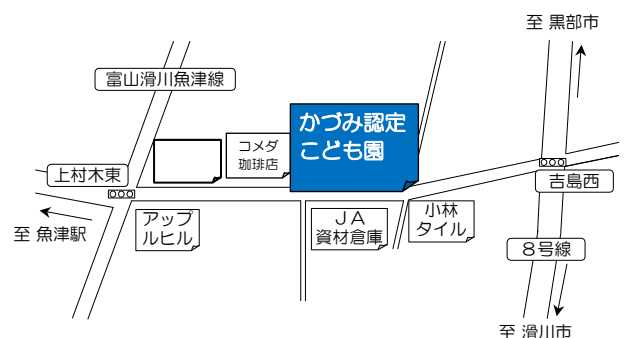 至 黒部市
富山滑川魚津線
かづみ認定
こども園
コメダ
珈琲店
上村木東
吉島西
至 魚津駅
アップ
ルヒル
ＪＡ
資材倉庫
小林
タイル
８号線
至 滑川市